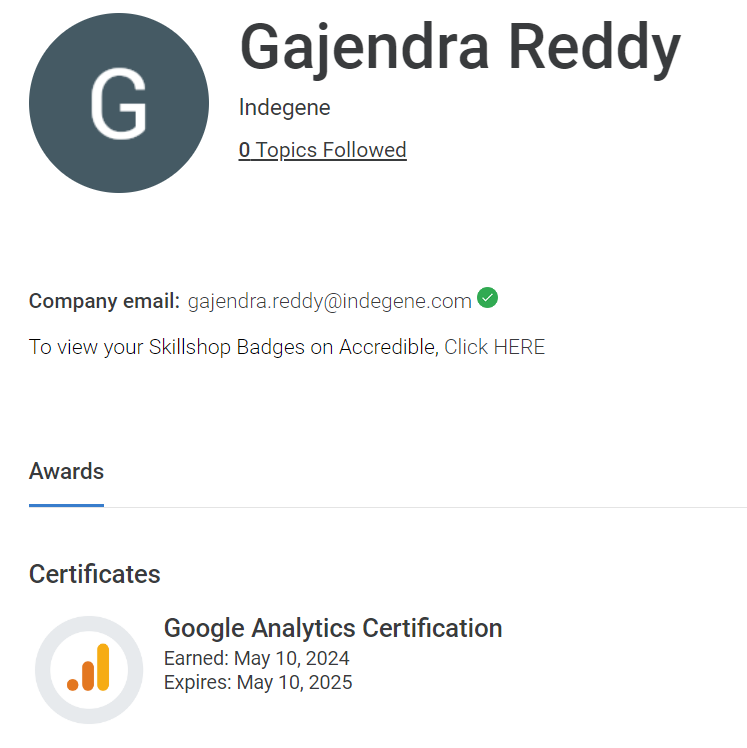 G
Gajendra Reddy
Indegene
0 Topics Followed
Company email: gajendra.reddy@indegene.com
To view your Skillshop Badges on Accredible, Click HERE
Awards
Certificates
Google Analytics Certification
Earned: May 10, 2024
Expires: May 10, 2025